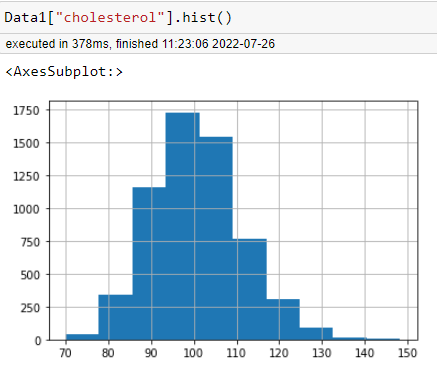 Data1["cholesterol"].hist()
executed in 378ms, finished 11:23:06 2022-07-26
<AxesSubplot:>
1750
1500
1250
1000
750
500
250
0
70 80 90 100 110 120 130 140 150